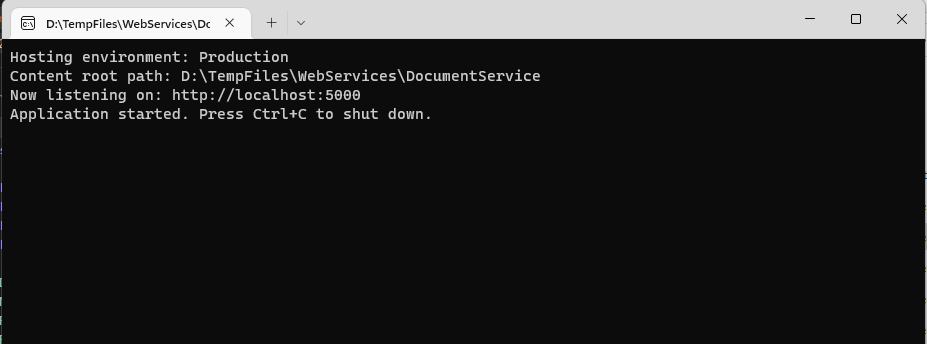 D:\TempFiles\WebServices\Dc
Hosting environment: Production
Content root path: D:\TempFiles\WebServices\DocumentService
Now listening on: http://localhost:5000
Application started. Press Ctrl+C to shut down.